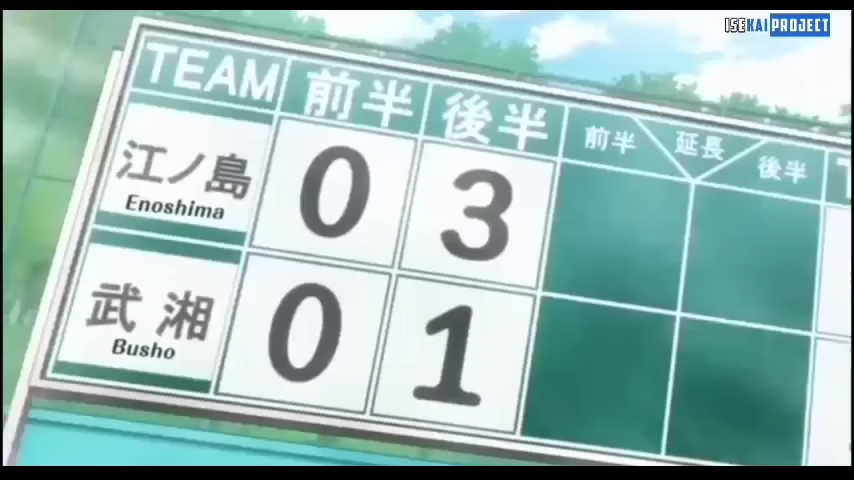 ISEKAI PROJECT
TEAM 前半 後半 前半 延長 後半
江ノ島 0 3
Enoshima
武湘 0 1
Busho